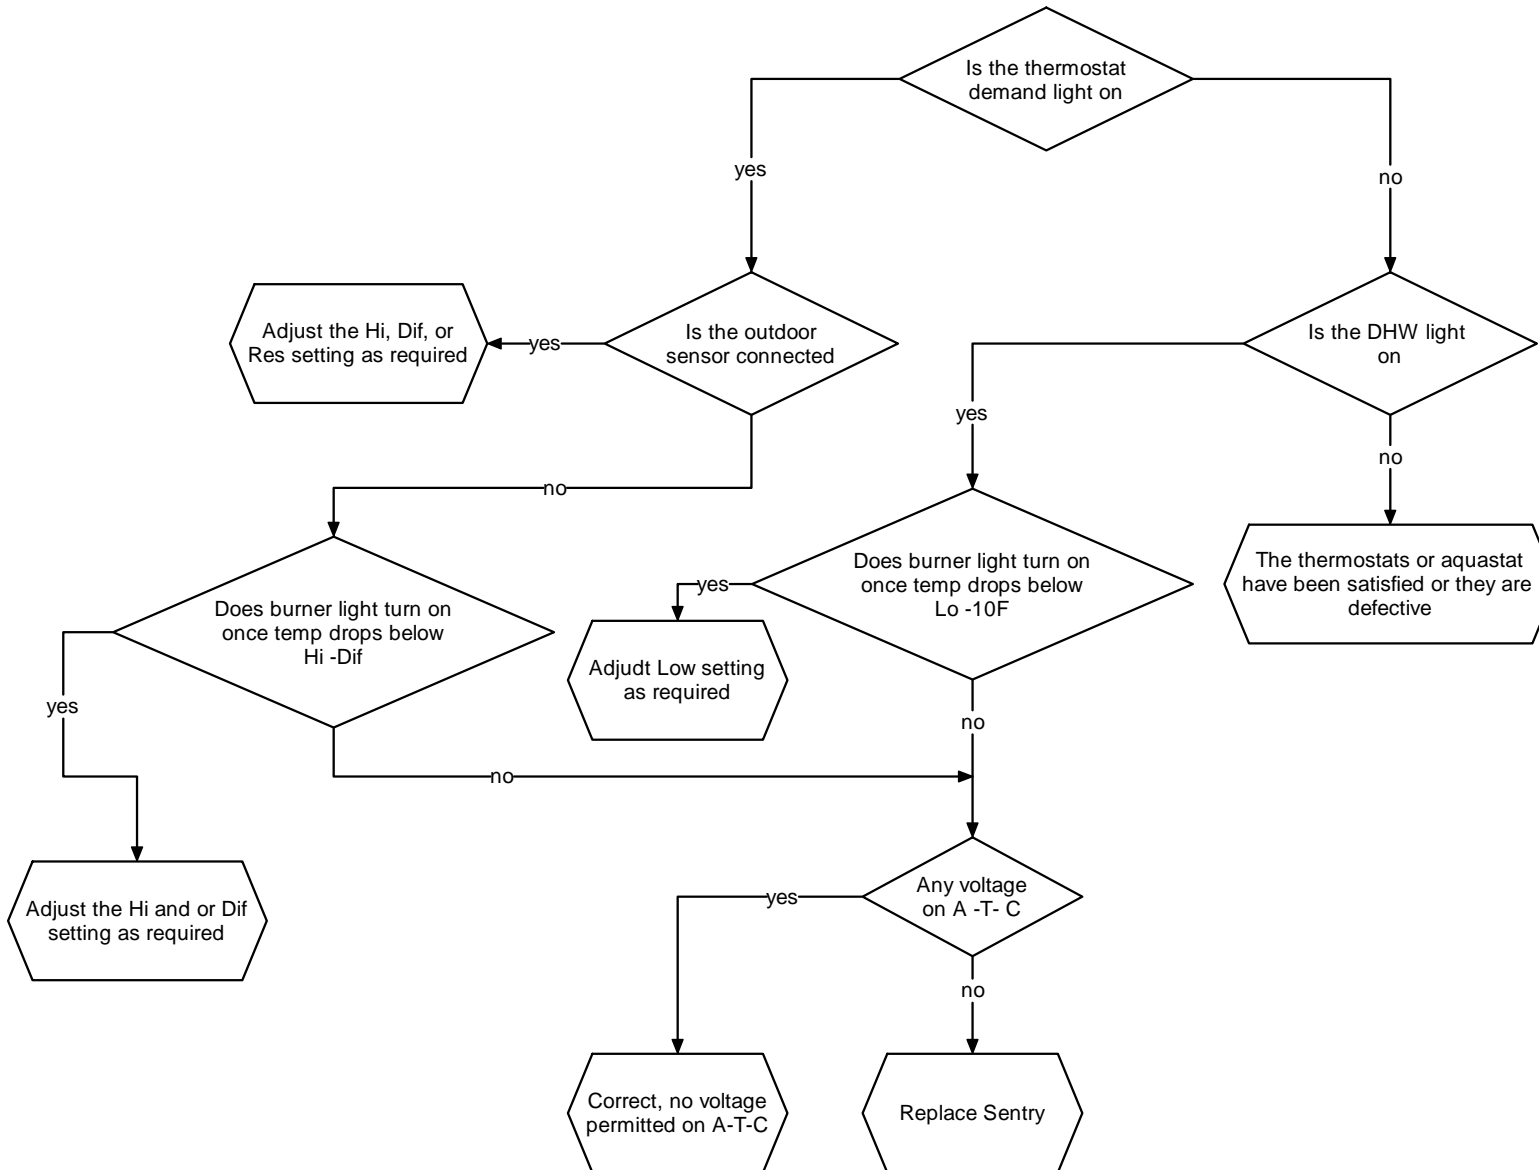 Is the thermostat
demand light on
yes
no
Adjust the Hi, Dif, or
Res setting as required
yes
Is the outdoor
sensor connected
Is the DHW light
on
yes
no
no
Does burner light turn on
once temp drops below
Hi -Dif
yes
Does burner light turn on
once temp drops below
Lo -10F
The thermostats or aquastat
have been satisfied or they are
defective
Adjudt Low setting
as required
yes
no
no
Adjust the Hi and or Dif
setting as required
yes
Any voltage
on A -T- C
no
Correct, no voltage
permitted on A-T-C
Replace Sentry